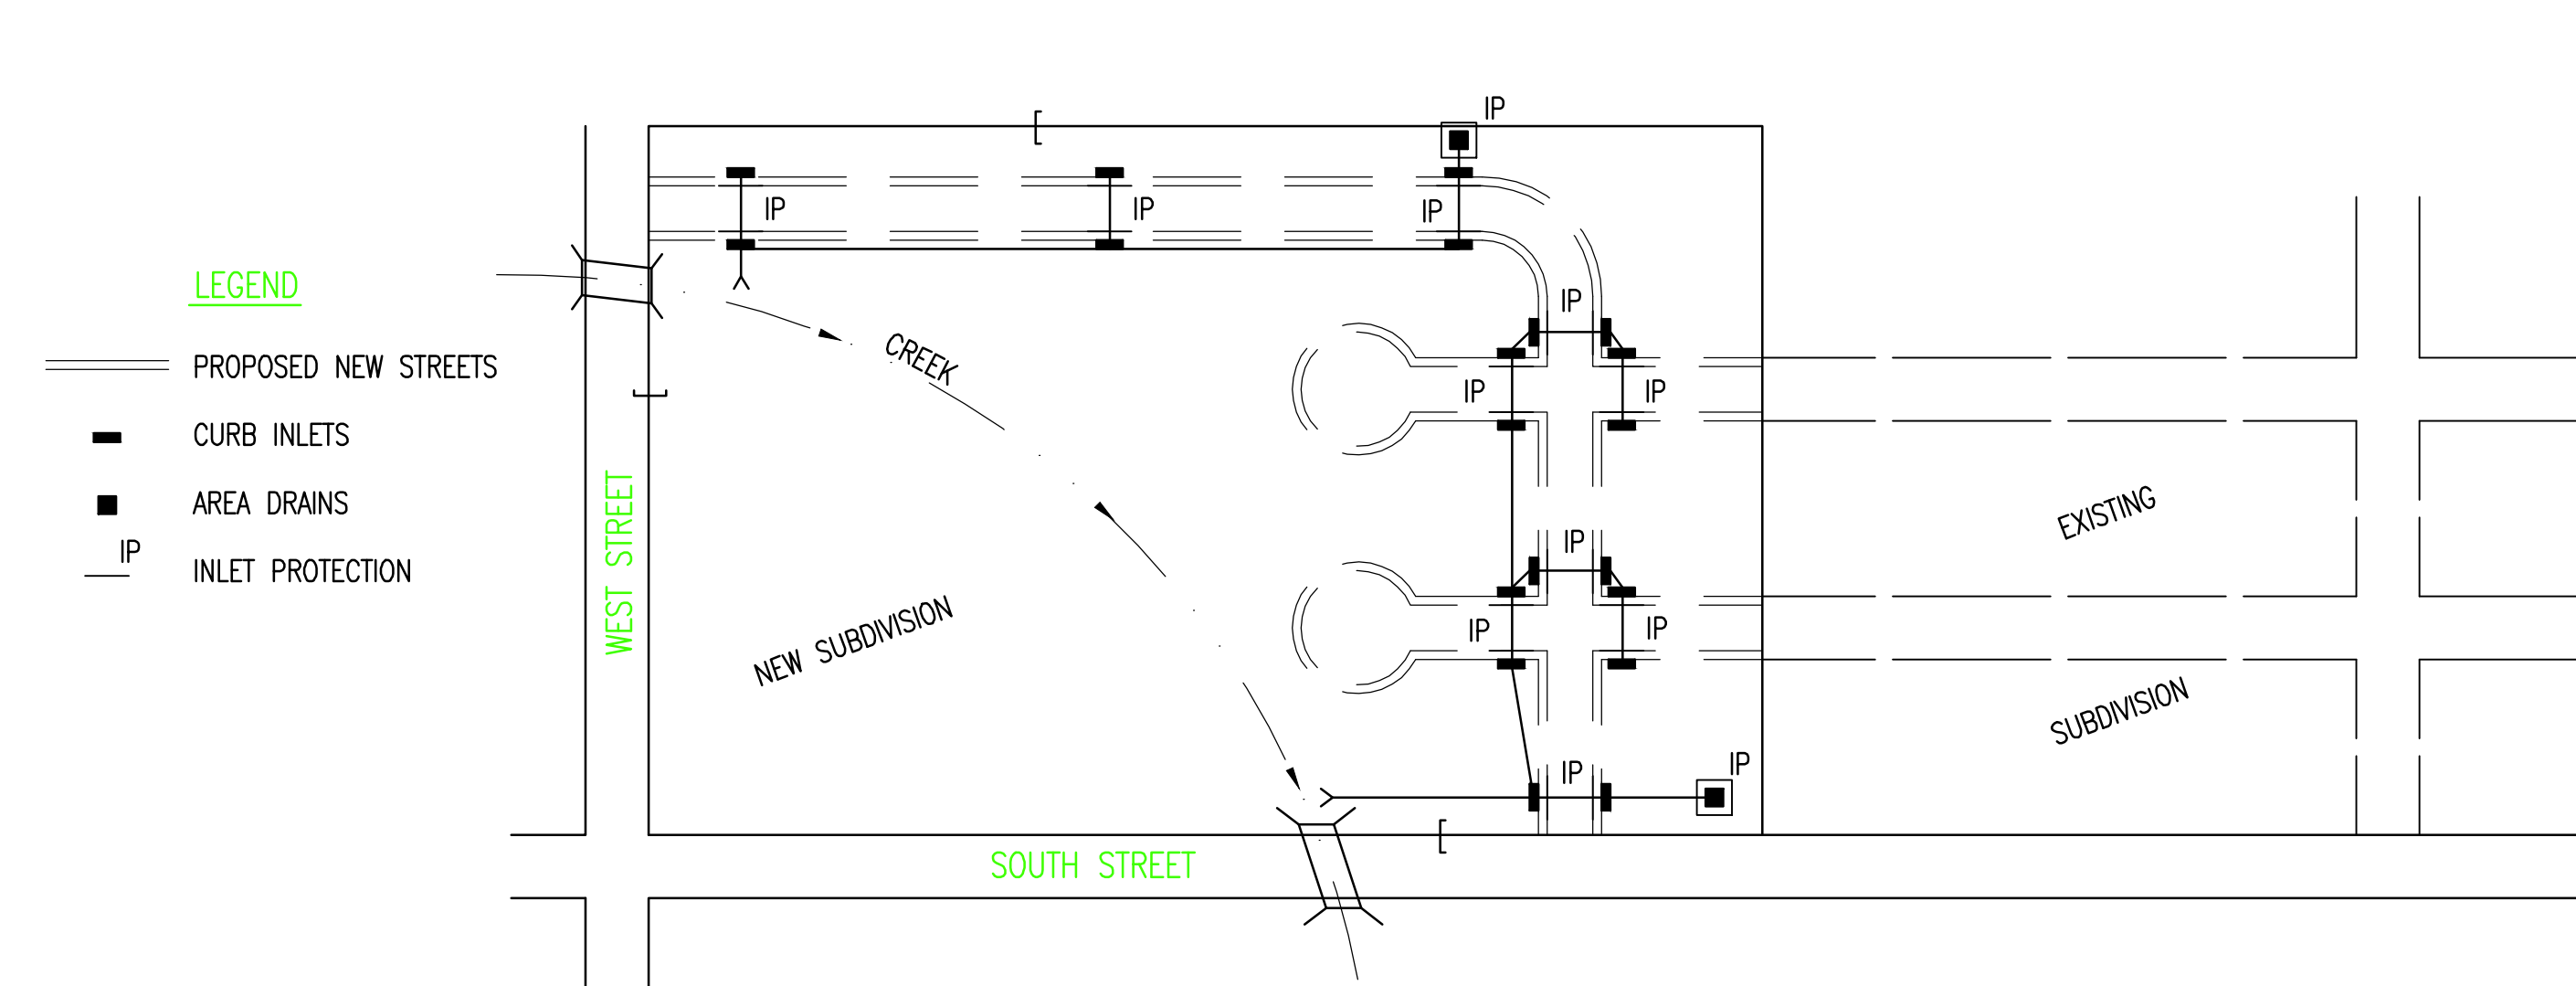 IP
IP
IP
IP
LEGEND
PROPOSED NEW STREETS
CURB INLETS
AREA DRAINS
IP
INLET PROTECTION
WEST STREET
CREEK
IP
IP
IP
NEW SUBDIVISION
IP
IP
IP
IP
IP
EXISTING
SUBDIVISION
SOUTH STREET